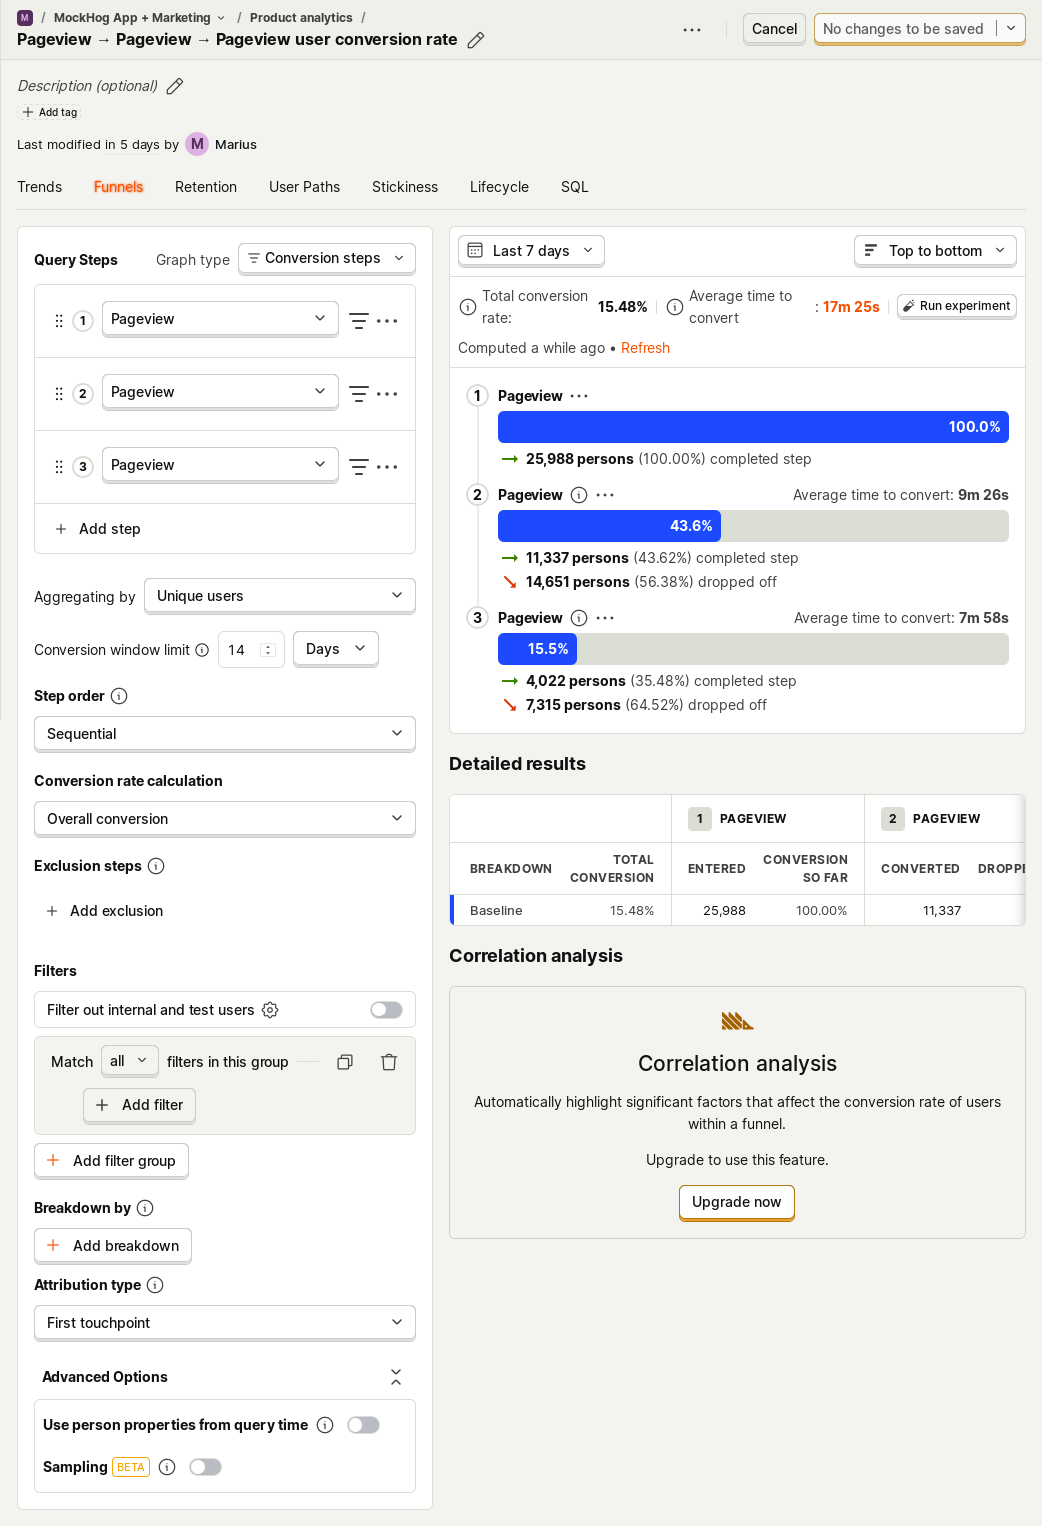 M / MockHog App + Marketing / Product analytics /
Pageview → Pageview → Pageview user conversion rate
Cancel
No changes to be saved
Description (optional)
Add tag
Last modified in 5 days by M Marius
Trends Funnels Retention User Paths Stickiness Lifecycle SQL
Query Steps
Graph type Conversion steps
1 Pageview
2 Pageview
3 Pageview
Add step
Aggregating by Unique users
Conversion window limit 14 Days
Step order
Sequential
Conversion rate calculation
Overall conversion
Exclusion steps
Add exclusion
Filters
Filter out internal and test users
Match all filters in this group
Add filter
Add filter group
Breakdown by
Add breakdown
Attribution type
First touchpoint
Advanced Options
Use person properties from query time
Sampling BETA
Last 7 days
Top to bottom
Total conversion
rate:
15.48%
Average time to
convert
: 17m 25s
Run experiment
Computed a while ago • Refresh
1 Pageview
100.0%
25,988 persons (100.00%) completed step
2 Pageview
Average time to convert: 9m 26s
43.6%
11,337 persons (43.62%) completed step
14,651 persons (56.38%) dropped off
3 Pageview
Average time to convert: 7m 58s
15.5%
4,022 persons (35.48%) completed step
7,315 persons (64.52%) dropped off
Detailed results
1 PAGEVIEW
2 PAGEVIEW
BREAKDOWN
TOTAL
CONVERSION
ENTERED
CONVERSION
SO FAR
CONVERTED
DROPPE
Baseline 15.48% 25,988 100.00% 11,337
Correlation analysis
Correlation analysis
Automatically highlight significant factors that affect the conversion rate of users
within a funnel.
Upgrade to use this feature.
Upgrade now